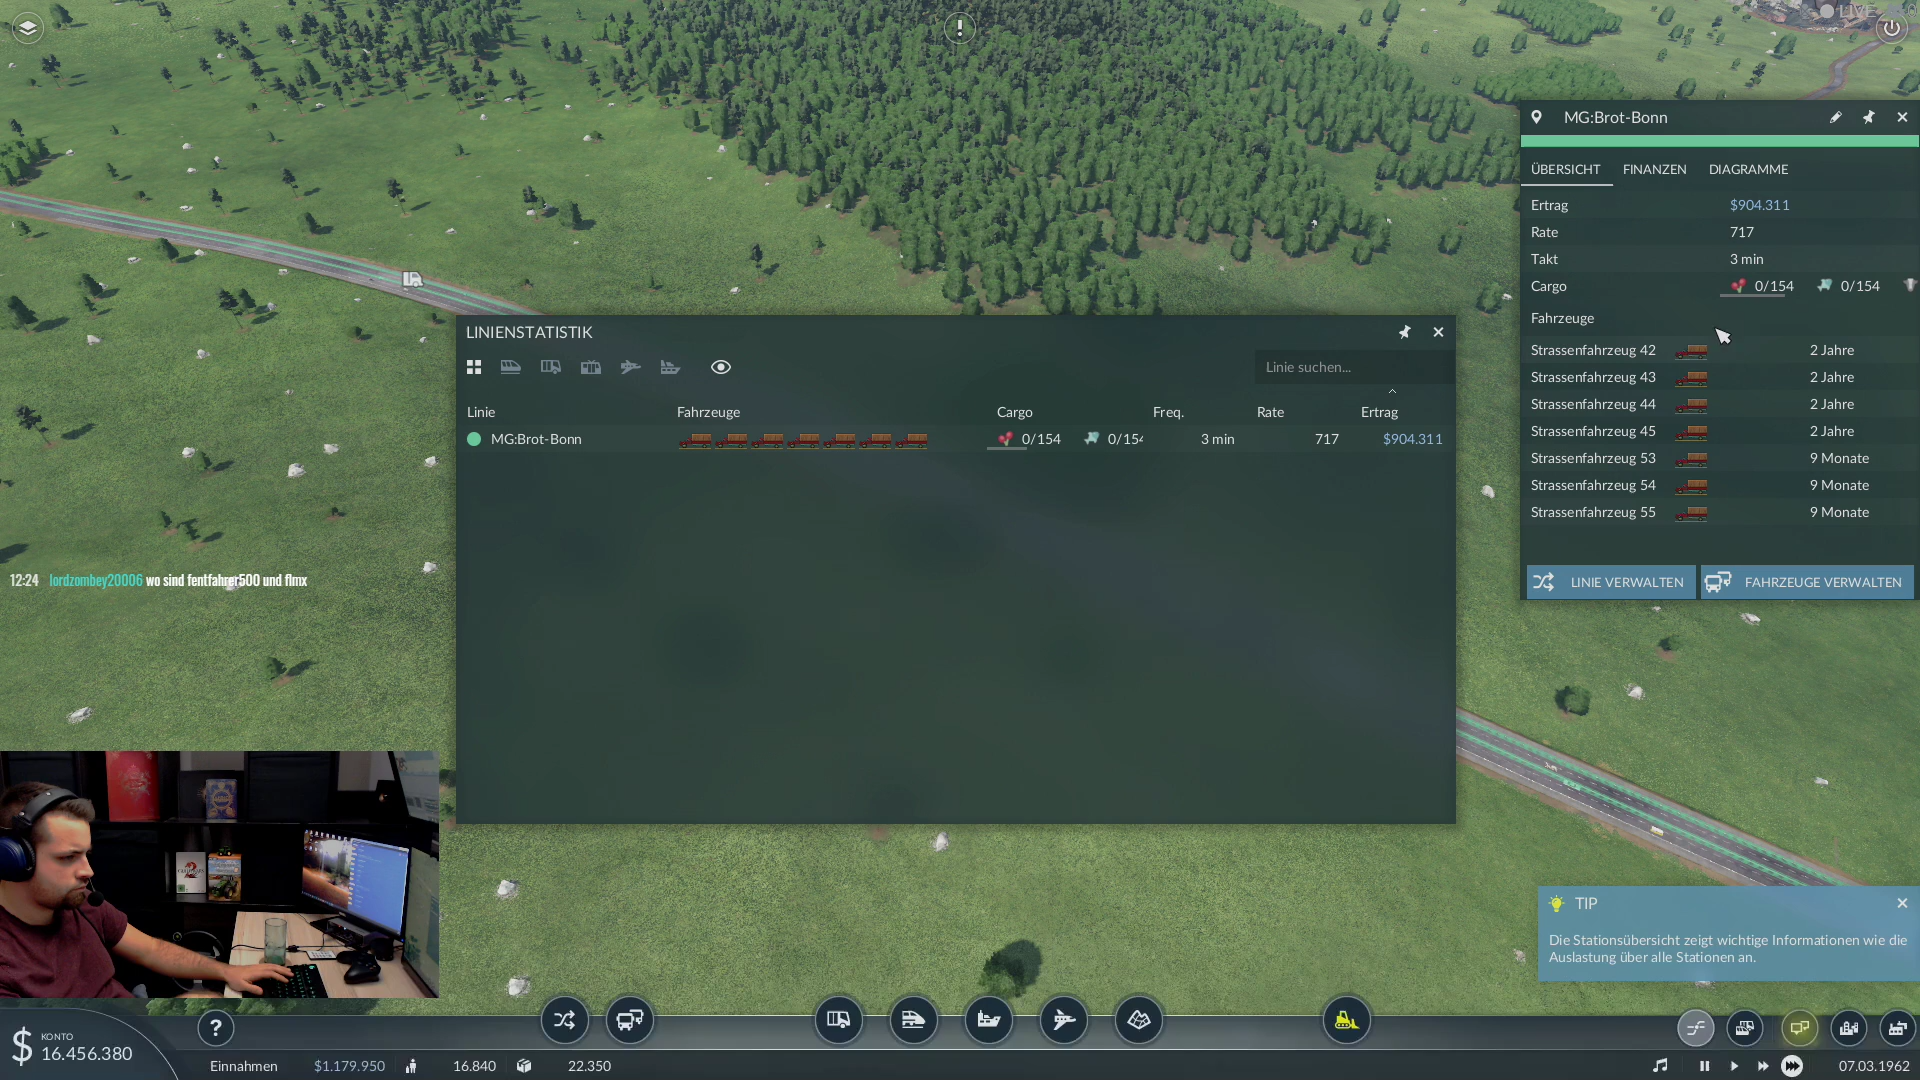 LIVE
MG:Brot-Bonn
ÜBERSICHT FINANZEN DIAGRAMME
Ertrag $904.311
Rate 717
Takt 3 min
Cargo 0/154 0/154
Fahrzeuge
Strassenfahrzeug 42 2 Jahre
Strassenfahrzeug 43 2 Jahre
Strassenfahrzeug 44 2 Jahre
Strassenfahrzeug 45 2 Jahre
Strassenfahrzeug 53 9 Monate
Strassenfahrzeug 54 9 Monate
Strassenfahrzeug 55 9 Monate
LINIE VERWALTEN FAHRZEUGE VERWALTEN
LINIENSTATISTIK
Linie suchen...
Linie Fahrzeuge Cargo Freq. Rate Ertrag
MG:Brot-Bonn 0/154 0/154 3 min 717 $904.311
12:24 lordzombey20006 wo sind fentfahrer500 und flmx
TIP
Die Stationsübersicht zeigt wichtige Informationen wie die
Auslastung über alle Stationen an.
$ KONTO
16.456.380
?
Einnahmen $1.179.950 16.840 22.350
07.03.1962